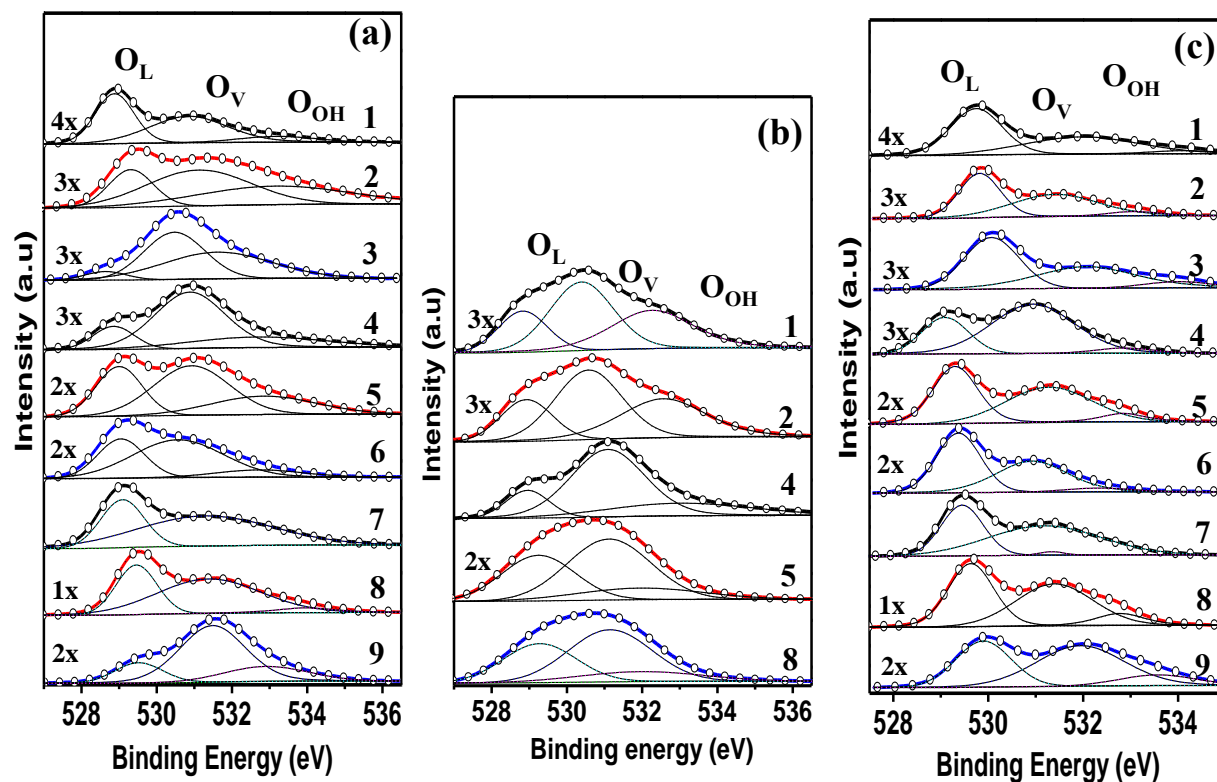 (a)
O_L
O_V
O_OH
4x
1
3x
2
3x
3
3x
4
2x
5
2x
6
7
1x
8
2x
9
528 530 532 534 536
Binding Energy (eV)
Intensity (a.u)
(b)
O_L
O_V
O_OH
3x
1
3x
2
4
2x
5
8
528 530 532 534 536
Binding energy (eV)
Intensity (a.u)
(c)
O_L
O_V
O_OH
4x
1
3x
2
3x
3
3x
4
2x
5
2x
6
7
1x
8
2x
9
528 530 532 534
Binding Energy (eV)
Intensity (a.u)